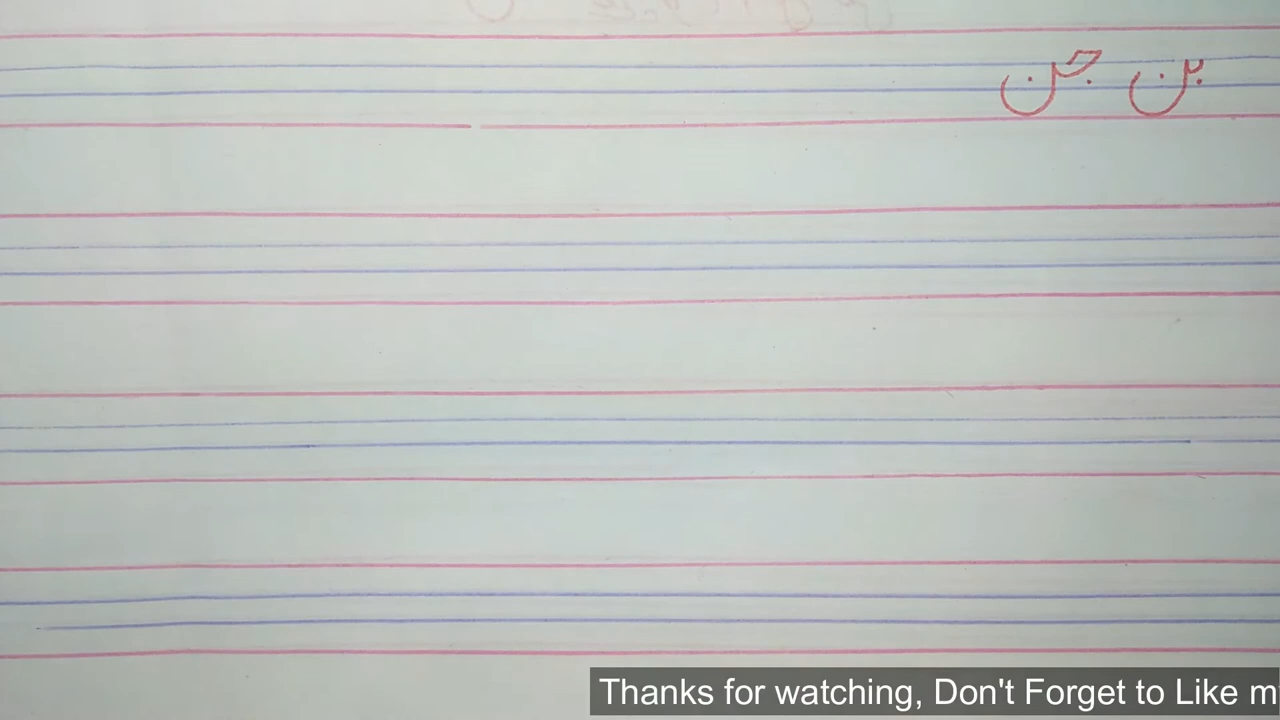 بن جن
Thanks for watching, Don't Forget to Like m